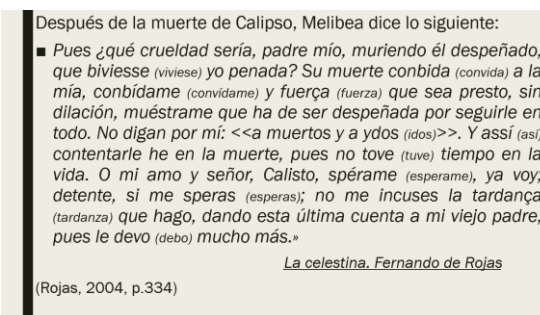 Después de la muerte de Calipso, Melibea dice lo siguiente:
▪ Pues ¿qué crueldad sería, padre mío, muriendo él despeñado,
que biviesse (viviese) yo penada? Su muerte conbida (convida) a la
mía, conbídame (convídame) y fuerça (fuerza) que sea presto, sin
dilación, muéstrame que ha de ser despeñada por seguirle en
todo. No digan por mí: <<a muertos y a ydos (idos)>>. Y assí (así)
contentarle he en la muerte, pues no tove (tuve) tiempo en la
vida. O mi amo y señor, Calisto, spérame (esperame), ya voy;
detente, si me speras (esperas); no me incuses la tardança
(tardanza) que hago, dando esta última cuenta a mi viejo padre,
pues le devo (debo) mucho más.»
La celestina. Fernando de Rojas
(Rojas, 2004, p.334)